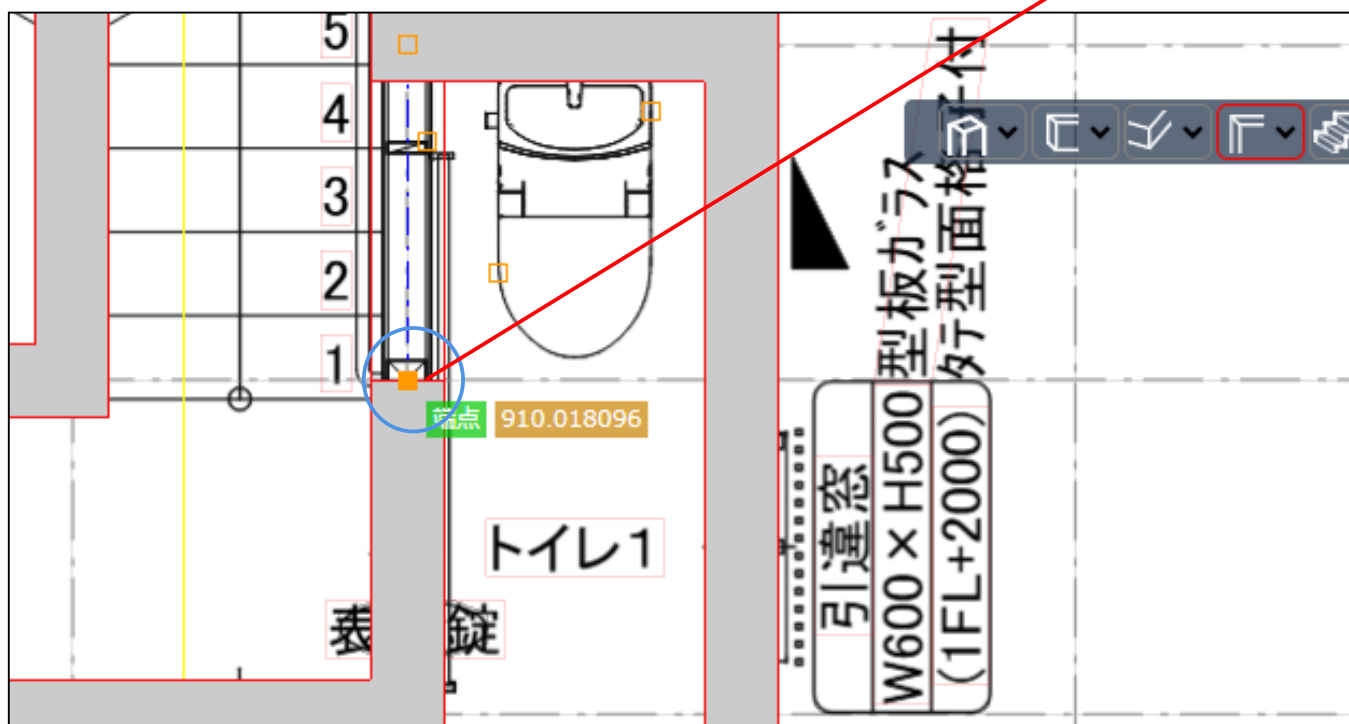 5
4
3
2
1
端点 910.018096
トイレ1
表
錠
型板ガラス
タテ型面格子付
引違窓
W600×H500
(1FL+2000)